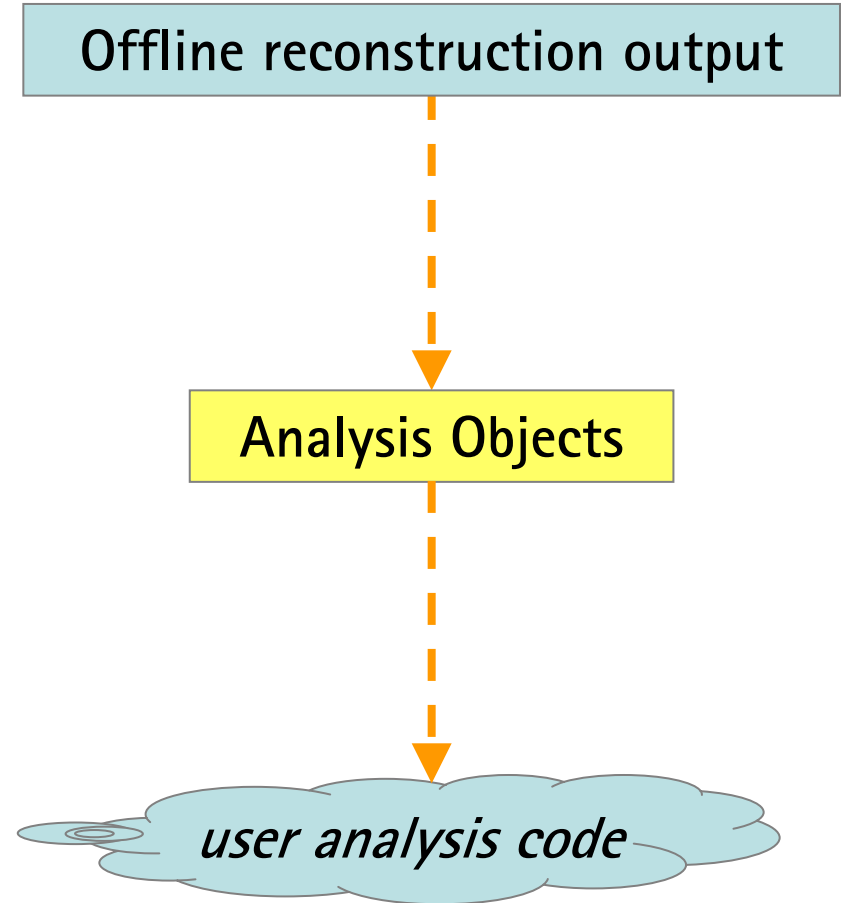 Offline reconstruction output
Analysis Objects
user analysis code